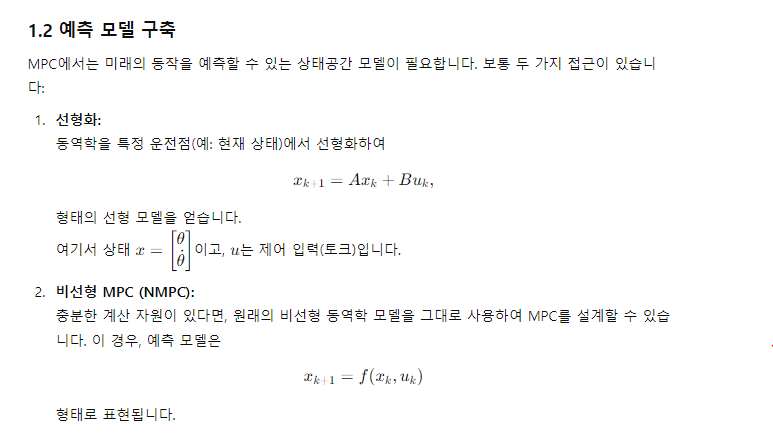 1.2 예측 모델 구축
MPC에서는 미래의 동작을 예측할 수 있는 상태공간 모델이 필요합니다. 보통 두 가지 접근이 있습니
다:
1. 선형화:
동역학을 특정 운전점(예: 현재 상태)에서 선형화하여
x_{k+1} = Ax_k + Bu_k,
형태의 선형 모델을 얻습니다.
여기서 상태 x = [θ θ̇] 이고, u는 제어 입력(토크)입니다.
2. 비선형 MPC (NMPC):
충분한 계산 자원이 있다면, 원래의 비선형 동역학 모델을 그대로 사용하여 MPC를 설계할 수 있습
니다. 이 경우, 예측 모델은
x_{k+1} = f(x_k, u_k)
형태로 표현됩니다.